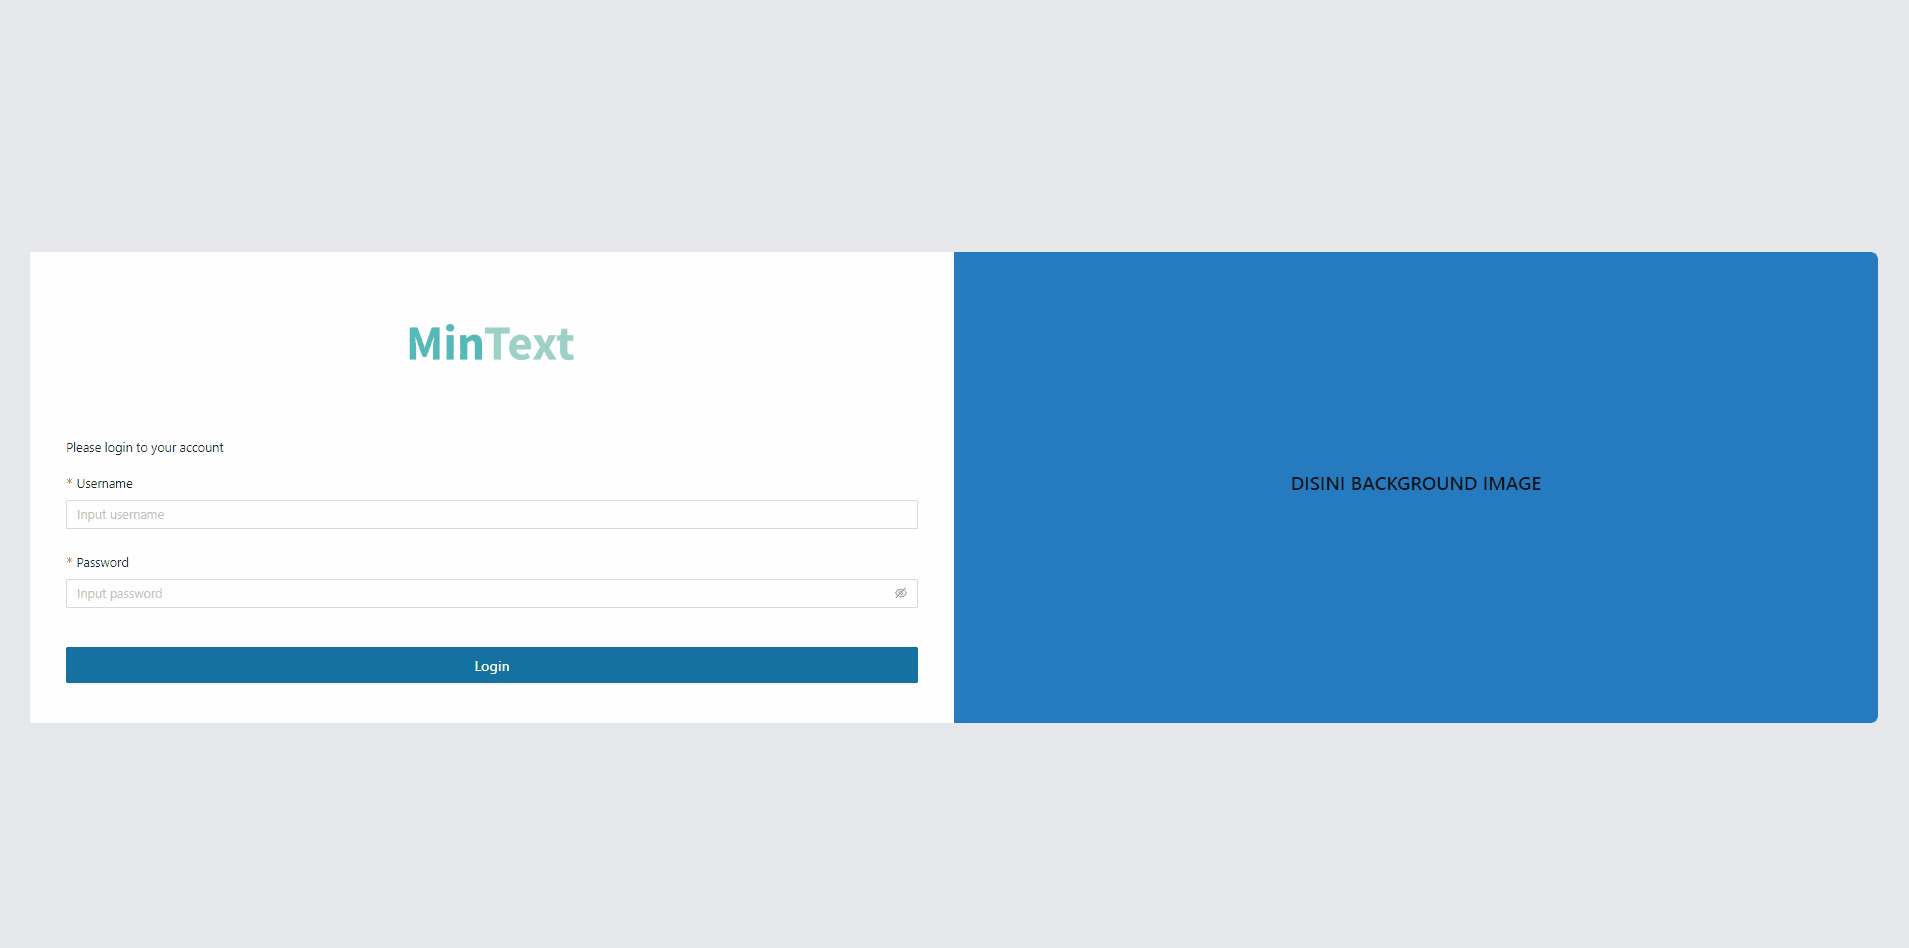 MinText
Please login to your account
* Username
Input username
* Password
Input password
Login
DISINI BACKGROUND IMAGE